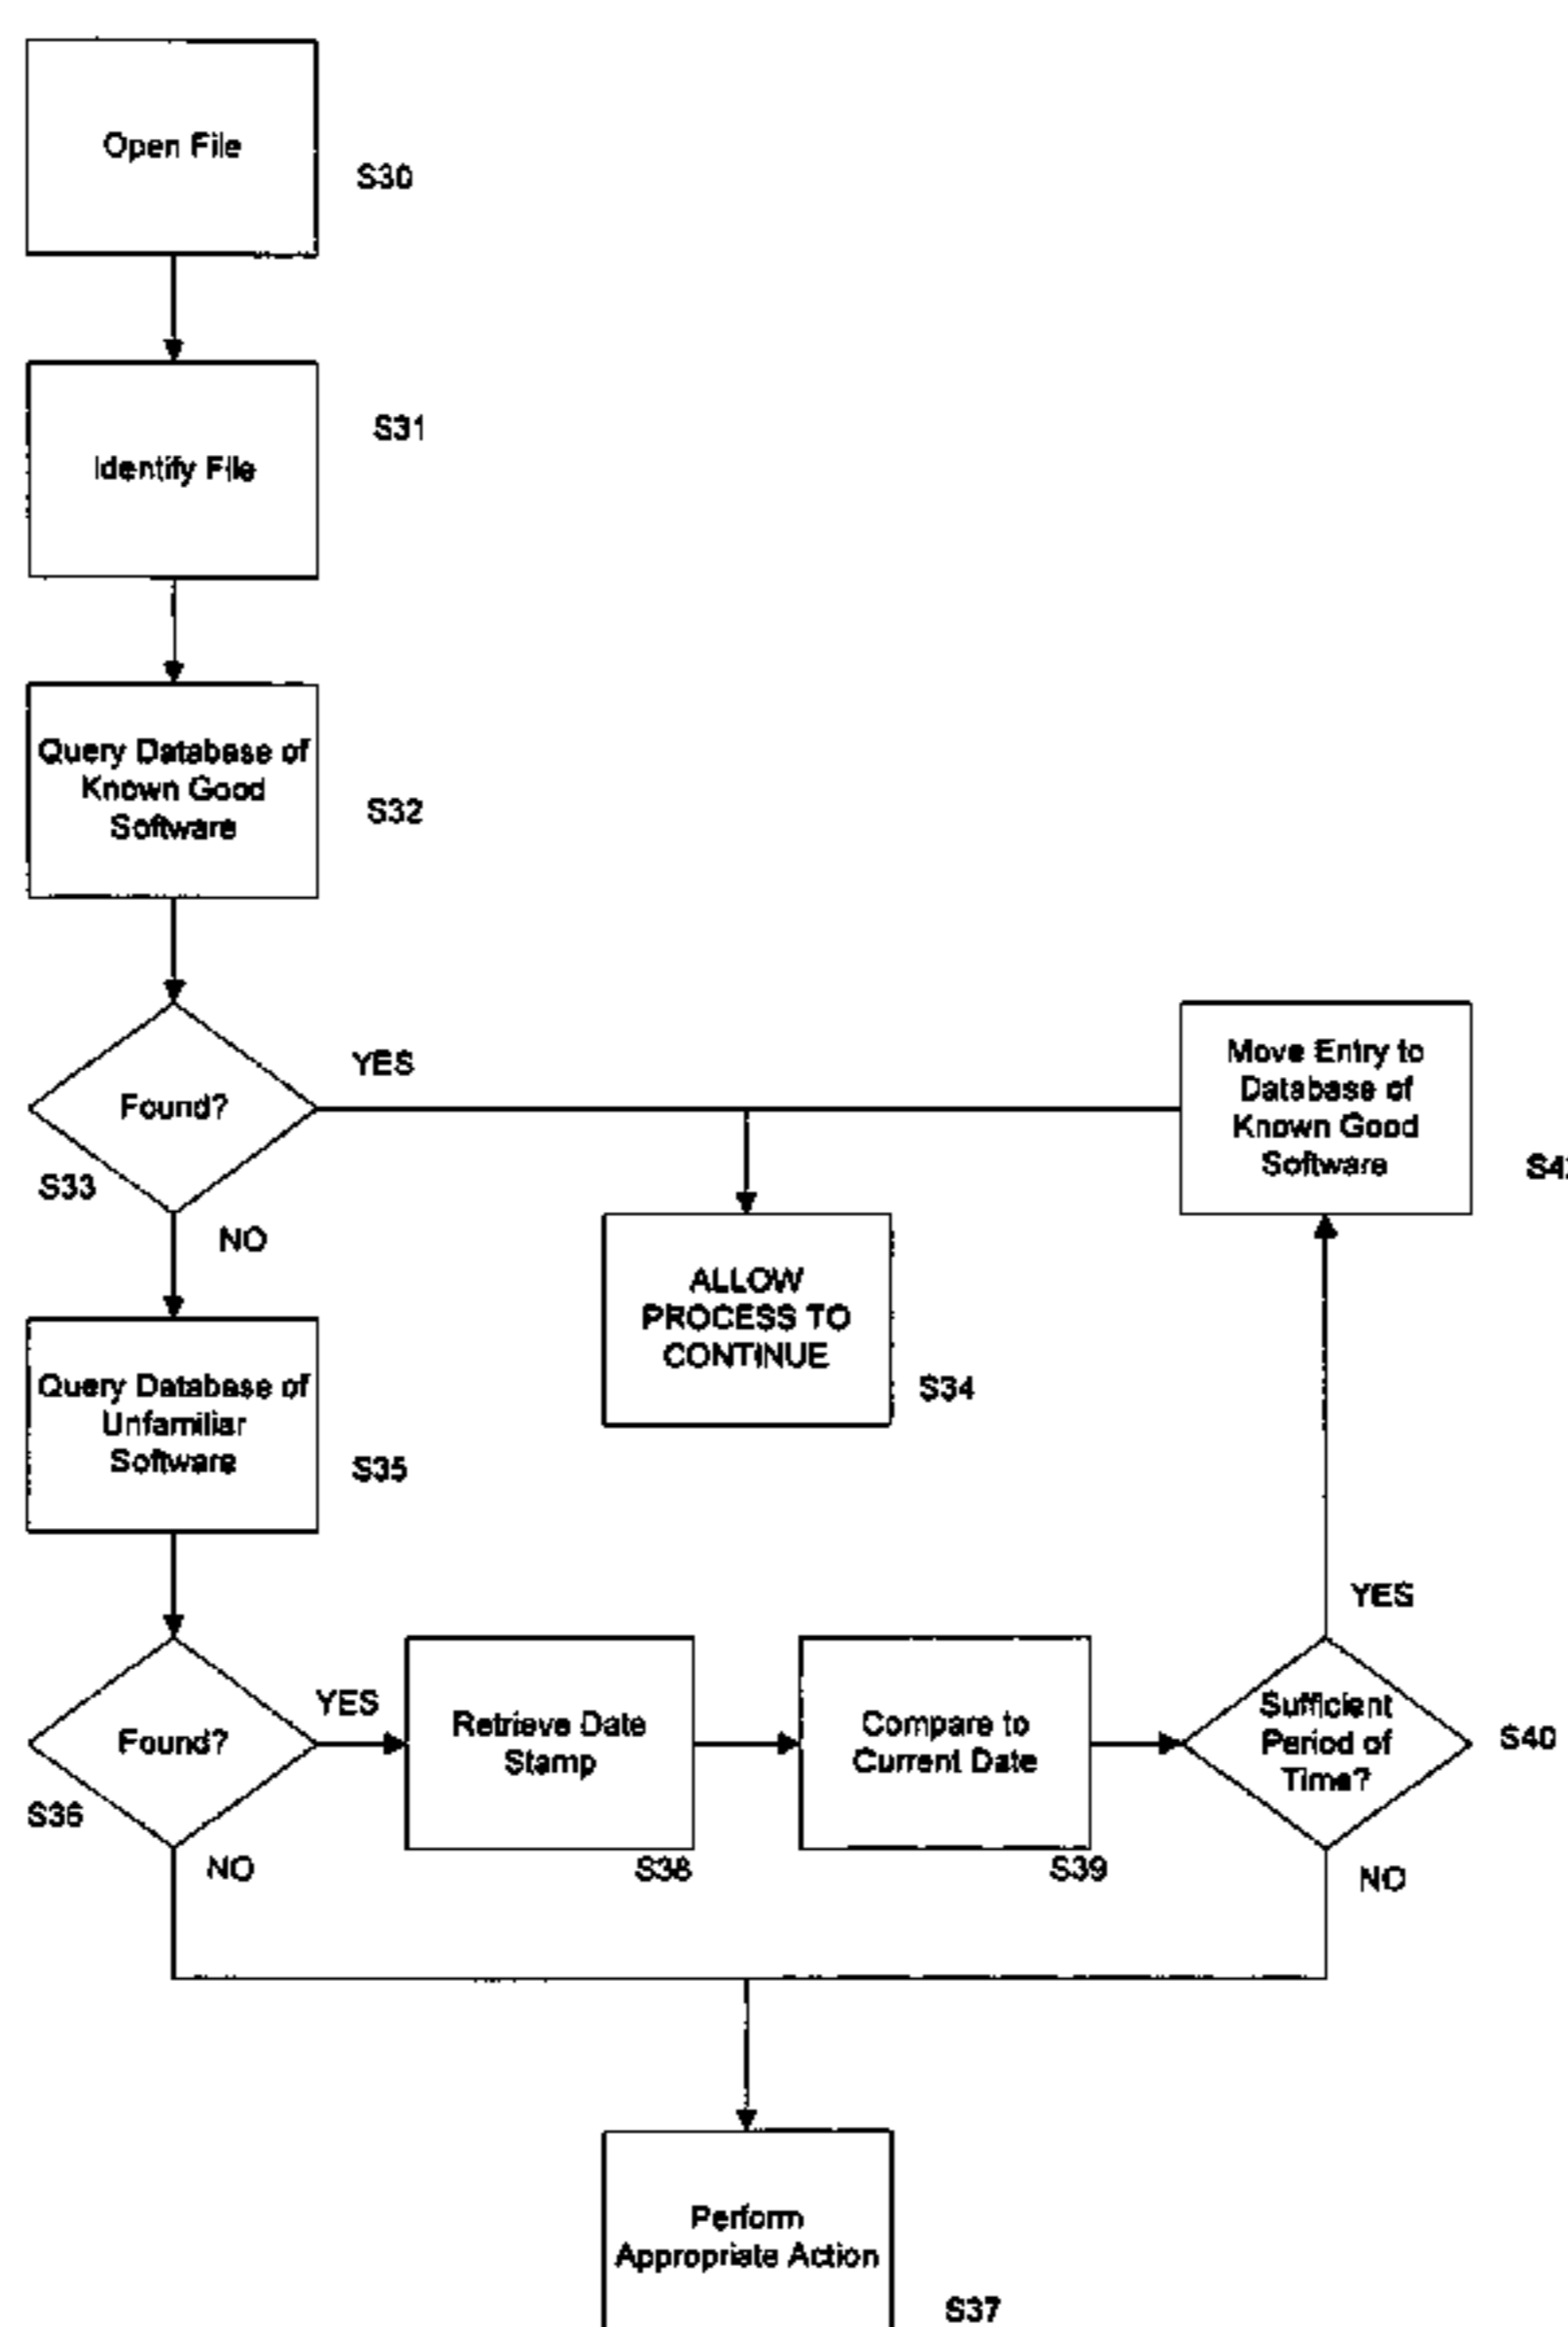 Open File
S30
S31
Identify File
Query Database of
Known Good
Software
S32
YES
Found?
S33
NO
Move Entry to
Database of
Known Good
Software
ALLOW
PROCESS TO
CONTINUE
S34
Query Database of
Unfamiliar
Software
S35
YES
Found?
S36
NO
YES
Retrieve Date
Stamp
S38
Compare to
Current Date
S39
Sufficient
Period of
Time?
S40
NO
Perform
Appropriate Action
S37